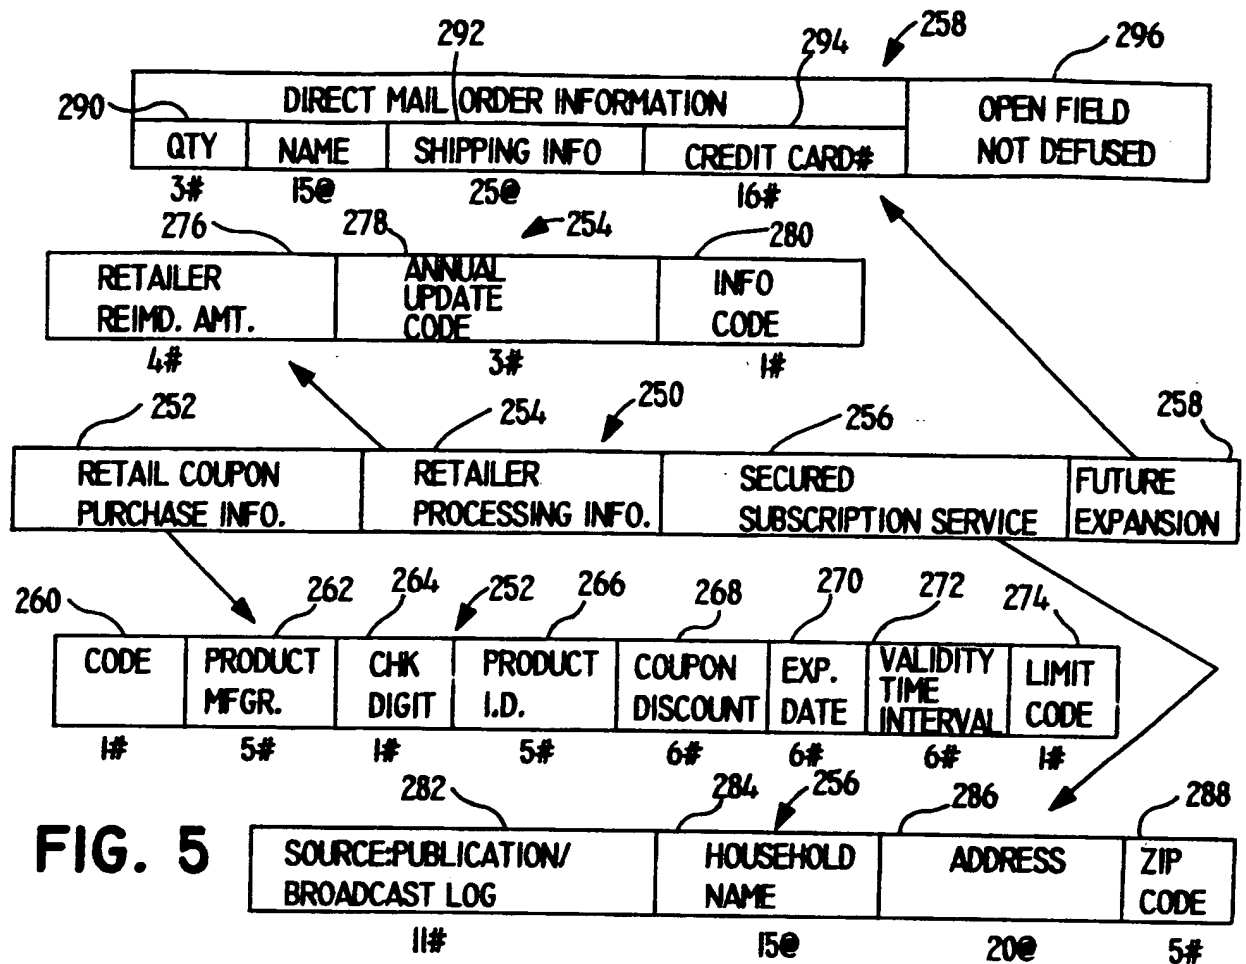 292
294
258
296
290
DIRECT MAIL ORDER INFORMATION
OPEN FIELD
NOT DEFUSED
QTY
NAME
SHIPPING INFO
CREDIT CARD#
3#
15@
25@
16#
276
278
254
280
RETAILER
REIMD. AMT.
ANNUAL
UPDATE
CODE
INFO
CODE
4#
3#
1#
252
254
250
256
258
RETAIL COUPON
PURCHASE INFO.
RETAILER
PROCESSING INFO.
SECURED
SUBSCRIPTION SERVICE
FUTURE
EXPANSION
260
262
264
252
266
268
270
272
274
CODE
PRODUCT
MFGR.
CHK
DIGIT
PRODUCT
I.D.
COUPON
DISCOUNT
EXP.
DATE
VALIDITY
TIME
INTERVAL
LIMIT
CODE
1#
5#
1#
5#
6#
6#
6#
1#
282
284
256
286
288
FIG. 5
SOURCE:PUBLICATION/
BROADCAST LOG
HOUSEHOLD
NAME
ADDRESS
ZIP
CODE
11#
15@
20@
5#